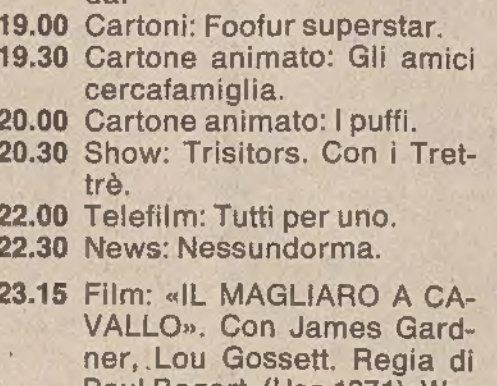 19.00 Cartoni: Foofur superstar.
19.30 Cartone animato: Gli amici
cercafamiglia.
20.00 Cartone animato: I puffi.
20.30 Show: Trisitors. Con i Tret-
trè.
22.00 Telefilm: Tutti per uno.
22.30 News: Nessundorma.
23.15 Film: «IL MAGLIARO A CA-
VALLO». Con James Gard-
ner, Lou Gossett. Regia di